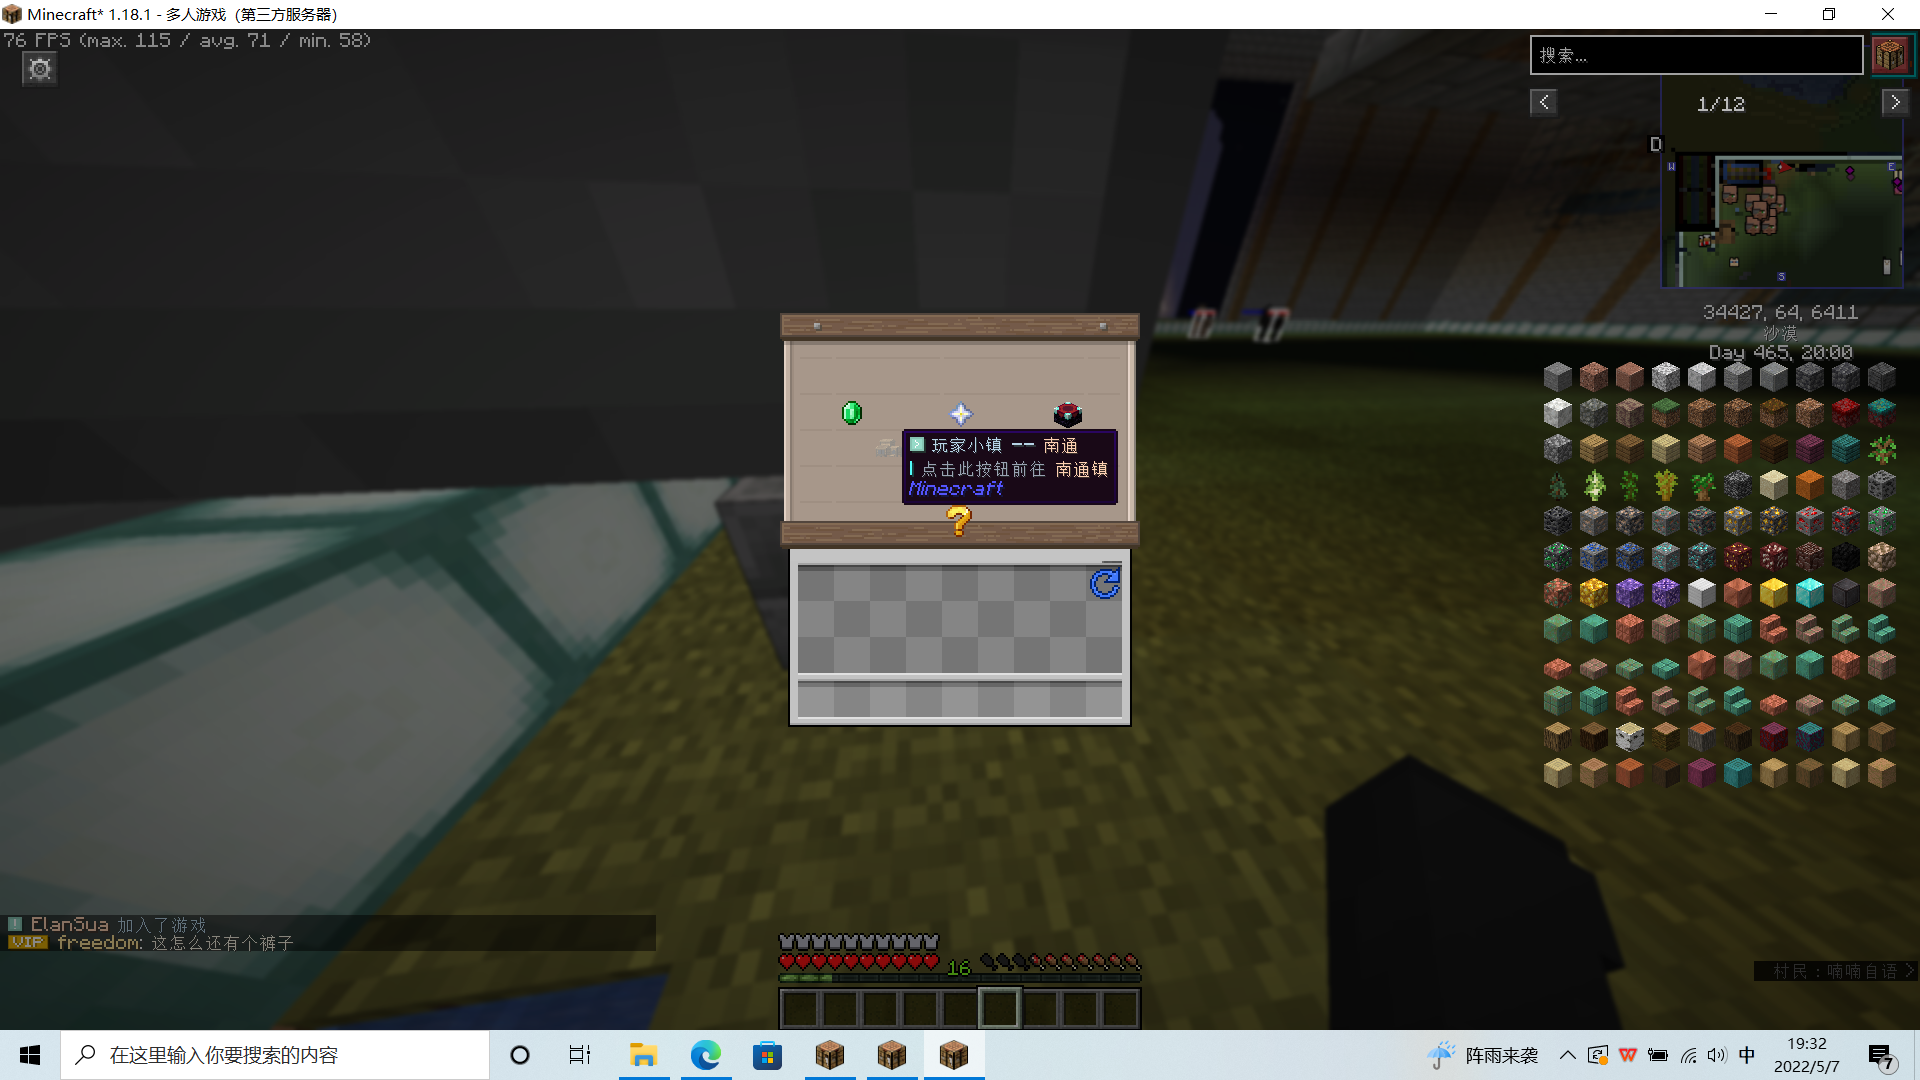 Minecraft* 1.18.1 - 多人游戏（第三方服务器）
76 FPS (max. 115 / avg. 71 / min. 58)
搜索...
<
1/12
>
D
W
E
S
34427, 64, 6411
沙漠
Day 465, 20:00
玩家小镇 -- 南通
点击此按钮前往 南通镇
Minecraft
?
ElanSua 加入了游戏
VIP freedom: 这怎么还有个裤子
16
村民：喃喃自语 >
在这里输入你要搜索的内容
阵雨来袭
中
19:32
2022/5/7
7